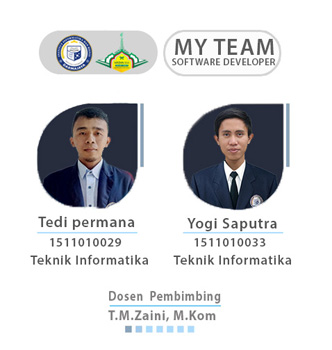 MY TEAM
SOFTWARE DEVELOPER
Tedi permana
1511010029
Teknik Informatika
Yogi Saputra
1511010033
Teknik Informatika
Dosen Pembimbing
T.M.Zaini, M.Kom